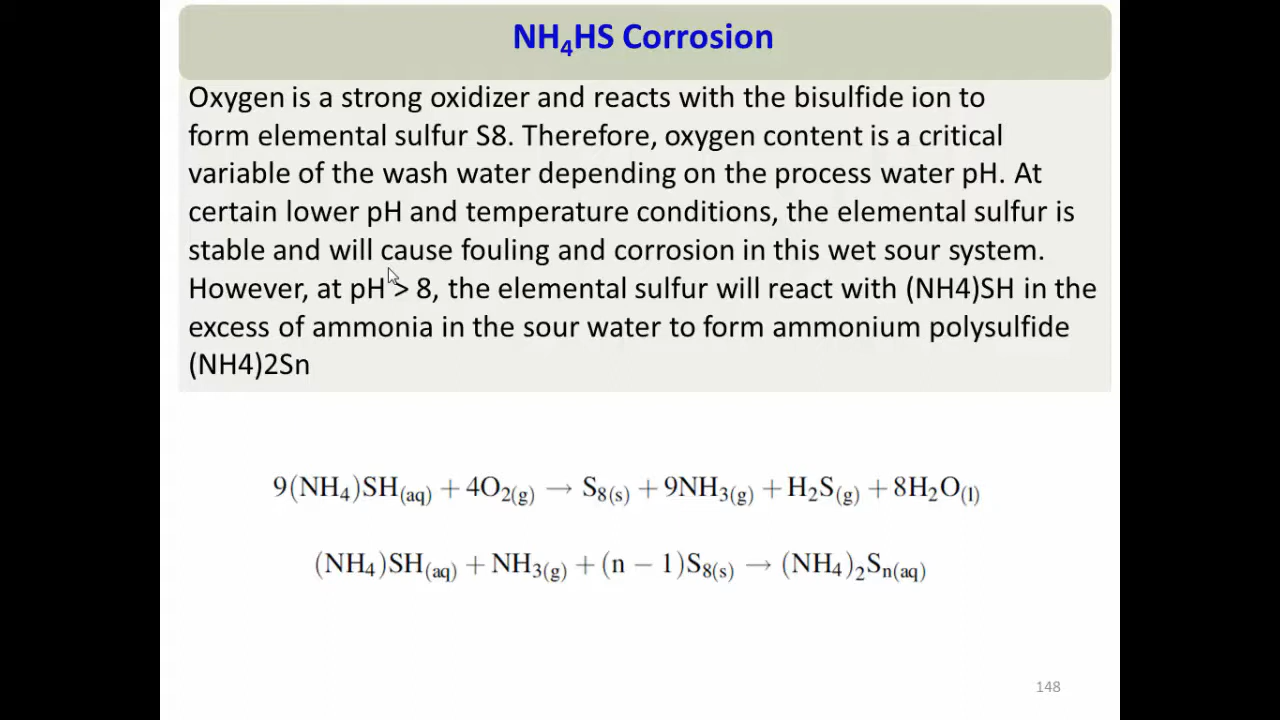 NH₄HS Corrosion
Oxygen is a strong oxidizer and reacts with the bisulfide ion to
form elemental sulfur S8. Therefore, oxygen content is a critical
variable of the wash water depending on the process water pH. At
certain lower pH and temperature conditions, the elemental sulfur is
stable and will cause fouling and corrosion in this wet sour system.
However, at pH > 8, the elemental sulfur will react with (NH4)SH in the
excess of ammonia in the sour water to form ammonium polysulfide
(NH4)2Sn
9(NH₄)SH(aq) + 4O₂(g) → S₈(s) + 9NH₃(g) + H₂S(g) + 8H₂O(l)
(NH₄)SH(aq) + NH₃(g) + (n − 1)S₈(s) → (NH₄)₂Sn(aq)
148